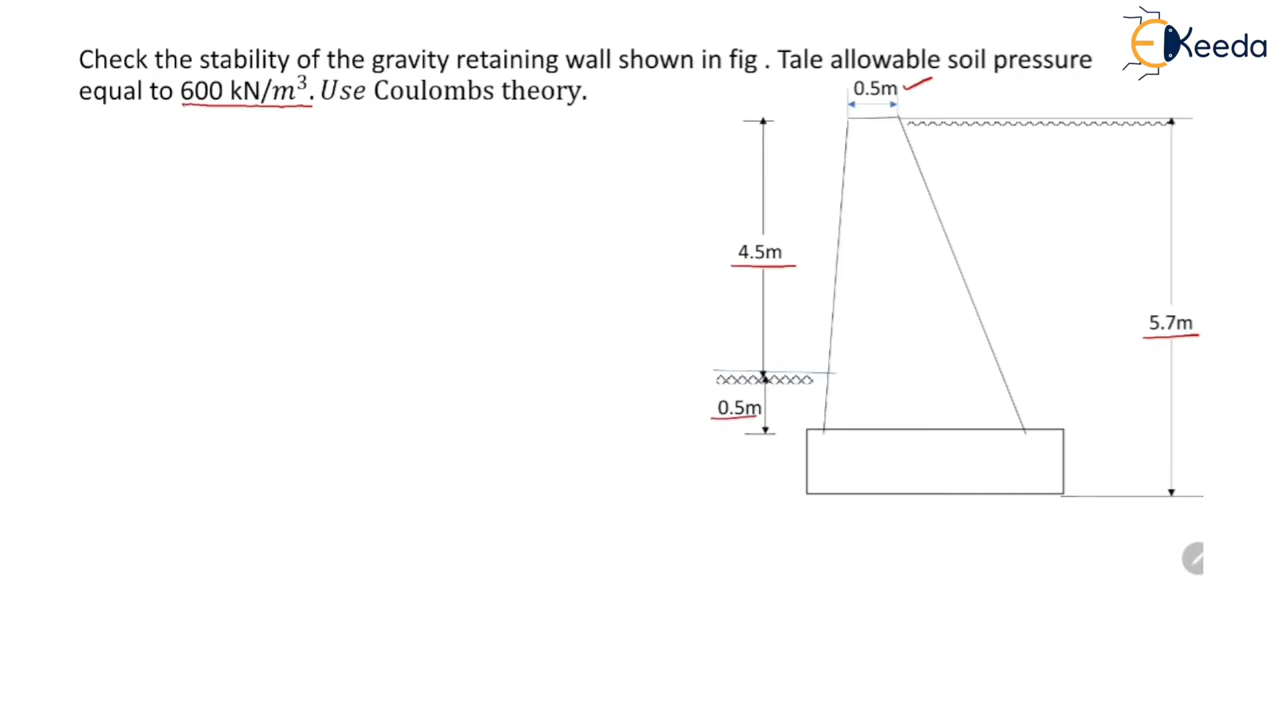 Keeda
Check the stability of the gravity retaining wall shown in fig . Tale allowable soil pressure
equal to 600 kN/m³. Use Coulombs theory.
0.5m
4.5m
5.7m
0.5m